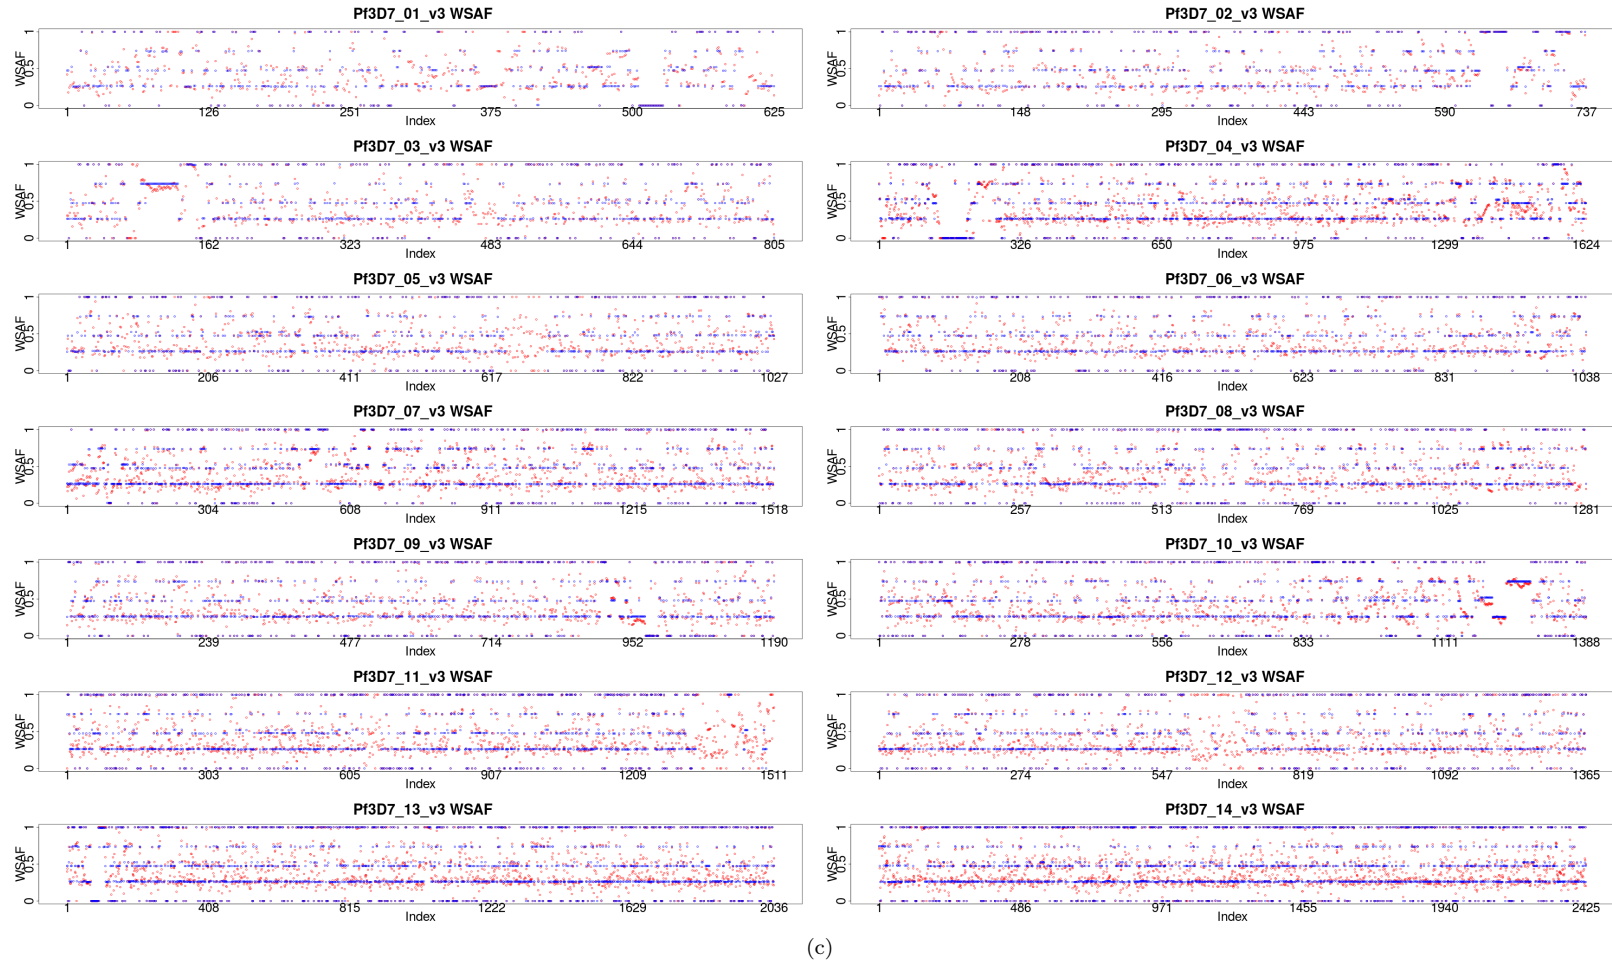 Pf3D7_01_v3 WSAF
WSAF
0 0.5 1
1 126 251 375 500 625
Index
Pf3D7_02_v3 WSAF
WSAF
0 0.5 1
1 148 295 443 590 737
Index
Pf3D7_03_v3 WSAF
WSAF
0 0.5 1
1 162 323 483 644 805
Index
Pf3D7_04_v3 WSAF
WSAF
0 0.5 1
1 326 650 975 1299 1624
Index
Pf3D7_05_v3 WSAF
WSAF
0 0.5 1
1 206 411 617 822 1027
Index
Pf3D7_06_v3 WSAF
WSAF
0 0.5 1
1 208 416 623 831 1038
Index
Pf3D7_07_v3 WSAF
WSAF
0 0.5 1
1 304 608 911 1215 1518
Index
Pf3D7_08_v3 WSAF
WSAF
0 0.5 1
1 257 513 769 1025 1281
Index
Pf3D7_09_v3 WSAF
WSAF
0 0.5 1
1 239 477 714 952 1190
Index
Pf3D7_10_v3 WSAF
WSAF
0 0.5 1
1 278 556 833 1111 1388
Index
Pf3D7_11_v3 WSAF
WSAF
0 0.5 1
1 303 605 907 1209 1511
Index
Pf3D7_12_v3 WSAF
WSAF
0 0.5 1
1 274 547 819 1092 1365
Index
Pf3D7_13_v3 WSAF
WSAF
0 0.5 1
1 408 815 1222 1629 2036
Index
Pf3D7_14_v3 WSAF
WSAF
0 0.5 1
1 486 971 1455 1940 2425
Index
(c)